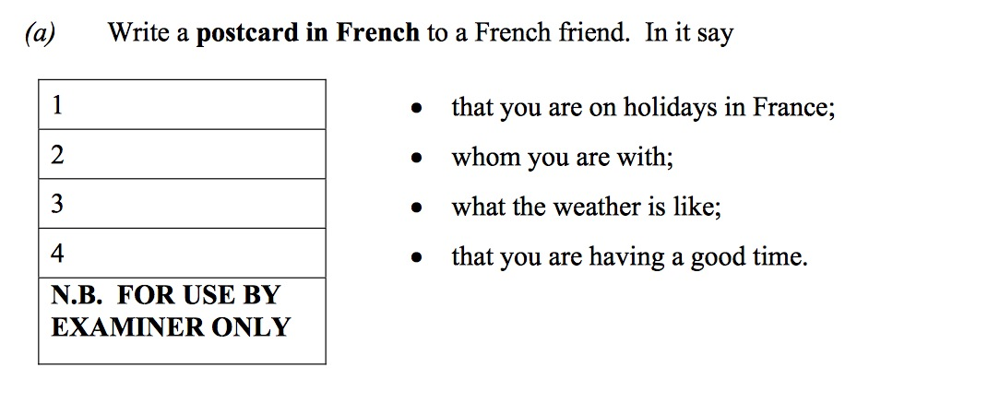 (a) Write a postcard in French to a French friend. In it say
1
2
3
4
N.B. FOR USE BY
EXAMINER ONLY
• that you are on holidays in France;
• whom you are with;
• what the weather is like;
• that you are having a good time.